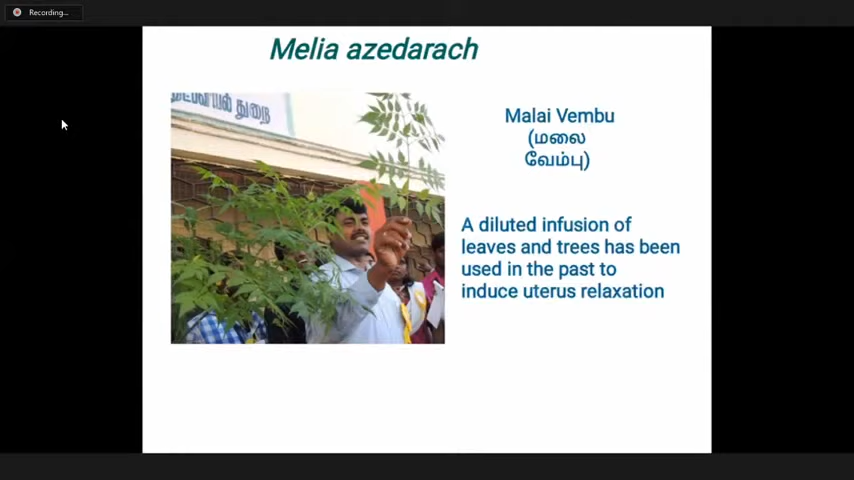 Recording...
Melia azedarach
துறை
Malai Vembu
(மலை
வேம்பு)
A diluted infusion of
leaves and trees has been
used in the past to
induce uterus relaxation